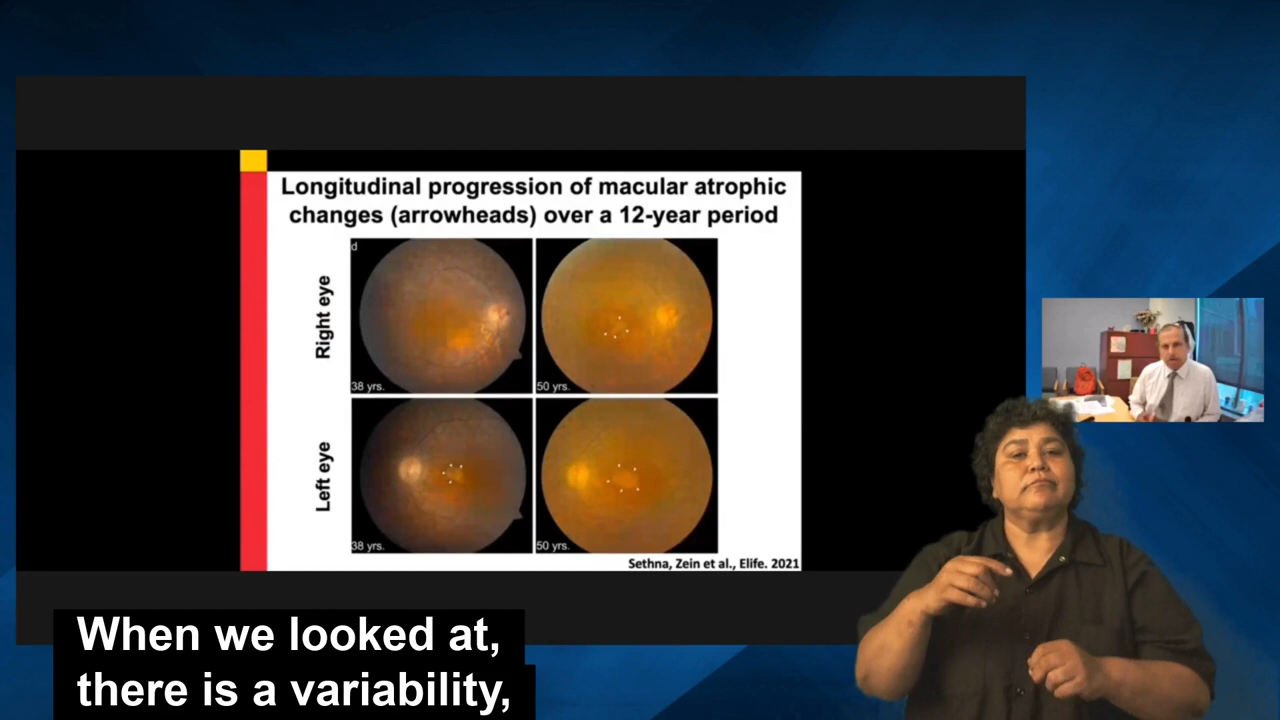 Longitudinal progression of macular atrophic
changes (arrowheads) over a 12-year period
Right eye
d
38 yrs.
50 yrs.
Left eye
38 yrs.
50 yrs.
Sethna, Zein et al., Elife. 2021
When we looked at,
there is a variability,